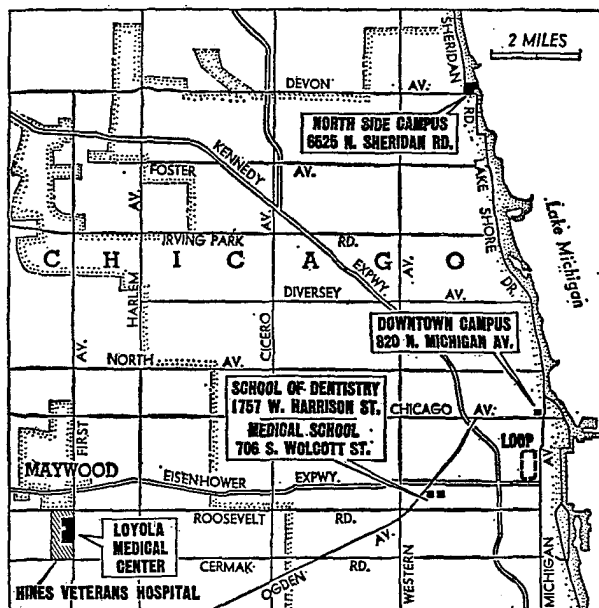 SHERIDAN
RD.
2 MILES
DEVON
AV.
NORTH SIDE CAMPUS
6525 N. SHERIDAN RD.
KENNEDY
EXPWY.
FOSTER
AV.
LAKE SHORE DR.
Lake Michigan
IRVING PARK
RD.
CHICAGO
HARLEM
AV.
CICERO
AV.
AV.
DIVERSEY
AV.
DOWNTOWN CAMPUS
820 N. MICHIGAN AV.
NORTH
AV.
SCHOOL OF DENTISTRY
1757 W. HARRISON ST.
MEDICAL SCHOOL
706 S. WOLCOTT ST.
CHICAGO
AV.
LOOP
FIRST
AV.
MAYWOOD
EISENHOWER
EXPWY.
ROOSEVELT
RD.
LOYOLA
MEDICAL
CENTER
CERMAK
RD.
OGDEN
AV.
WESTERN
MICHIGAN
AV.
HINES VETERANS HOSPITAL